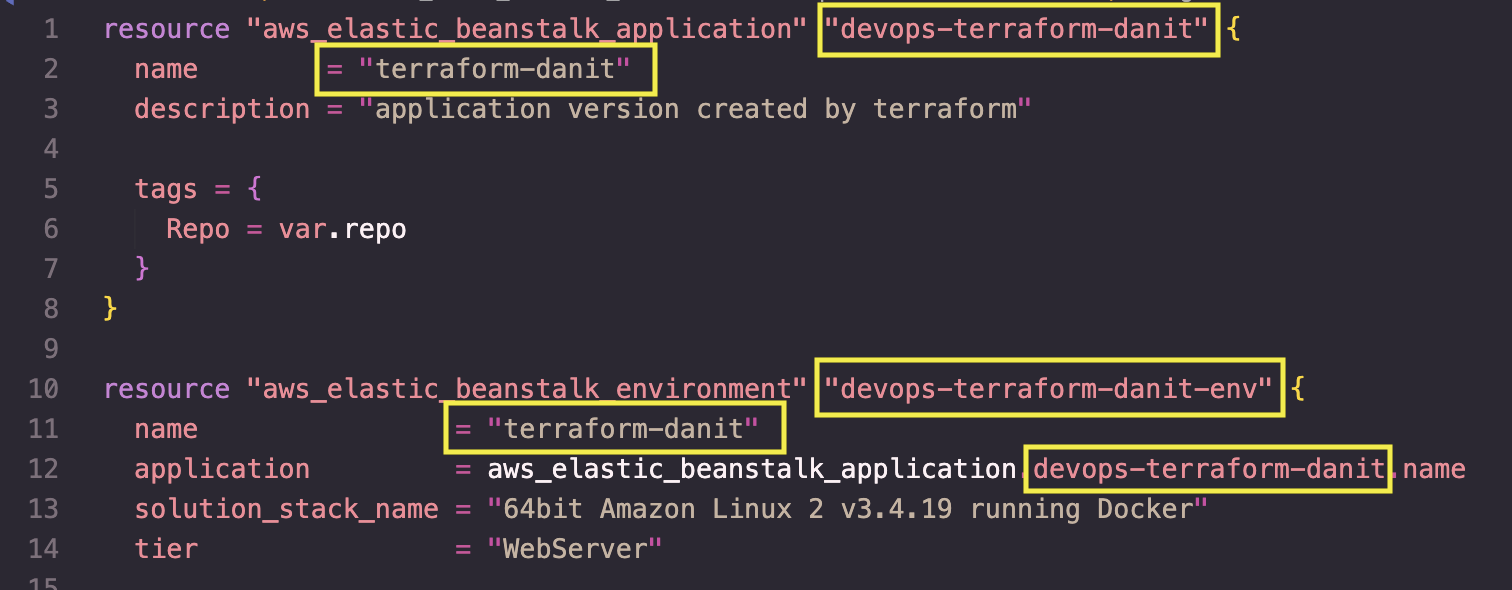 1 resource "aws_elastic_beanstalk_application" "devops-terraform-danit" {
2 name = "terraform-danit"
3 description = "application version created by terraform"
4
5 tags = {
6 Repo = var.repo
7 }
8 }
9
10 resource "aws_elastic_beanstalk_environment" "devops-terraform-danit-env" {
11 name = "terraform-danit"
12 application = aws_elastic_beanstalk_application.devops-terraform-danit.name
13 solution_stack_name = "64bit Amazon Linux 2 v3.4.19 running Docker"
14 tier = "WebServer"
15